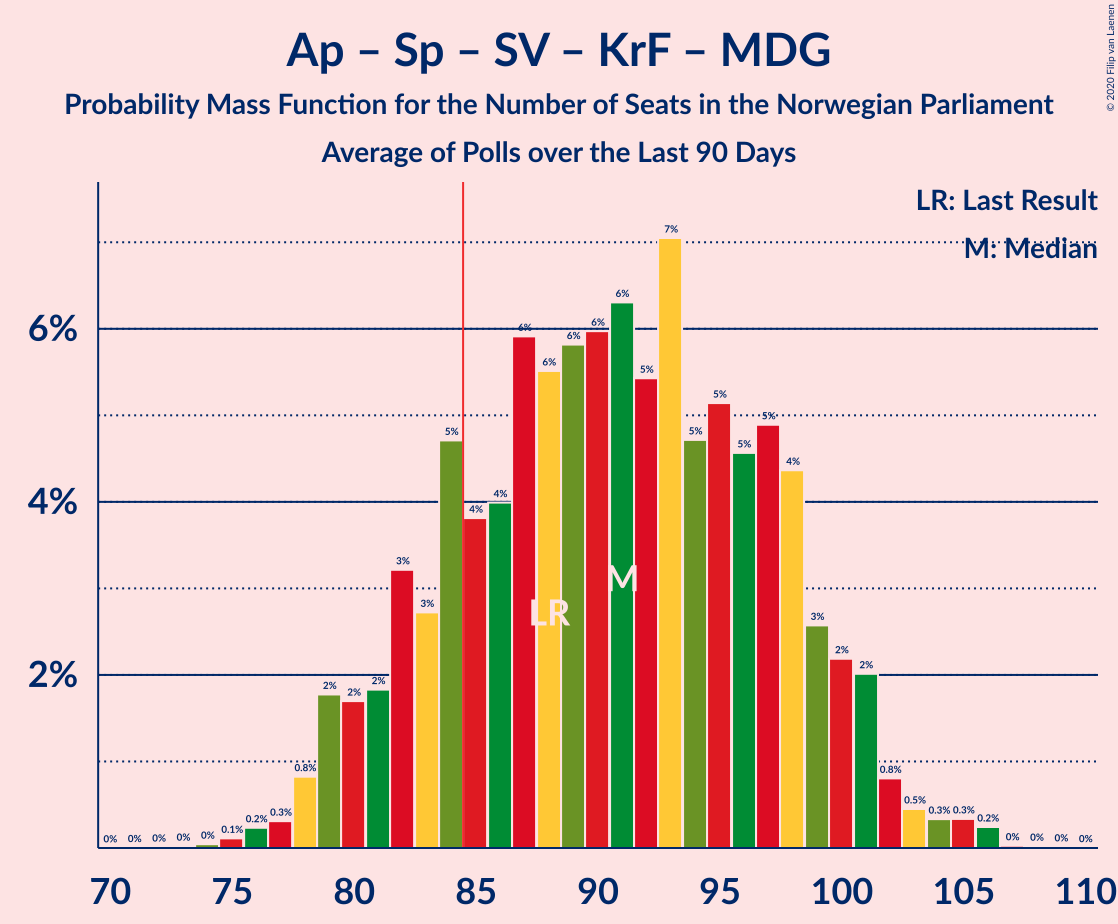 Ap – Sp – SV – KrF – MDG
Probability Mass Function for the Number of Seats in the Norwegian Parliament
Average of Polls over the Last 90 Days
© 2020 Filip van Laenen
LR: Last Result
M: Median
6%
4%
2%
0% 0% 0% 0% 0% 0.1% 0.2% 0.3% 0.8% 2% 2% 2% 3% 3% 5% 4% 4% 6% 6% 6% 6% 6% 5% 7% 5% 5% 5% 5% 4% 3% 2% 2% 0.8% 0.5% 0.3% 0.3% 0.2% 0% 0% 0% 0%
M
LR
70 75 80 85 90 95 100 105 110